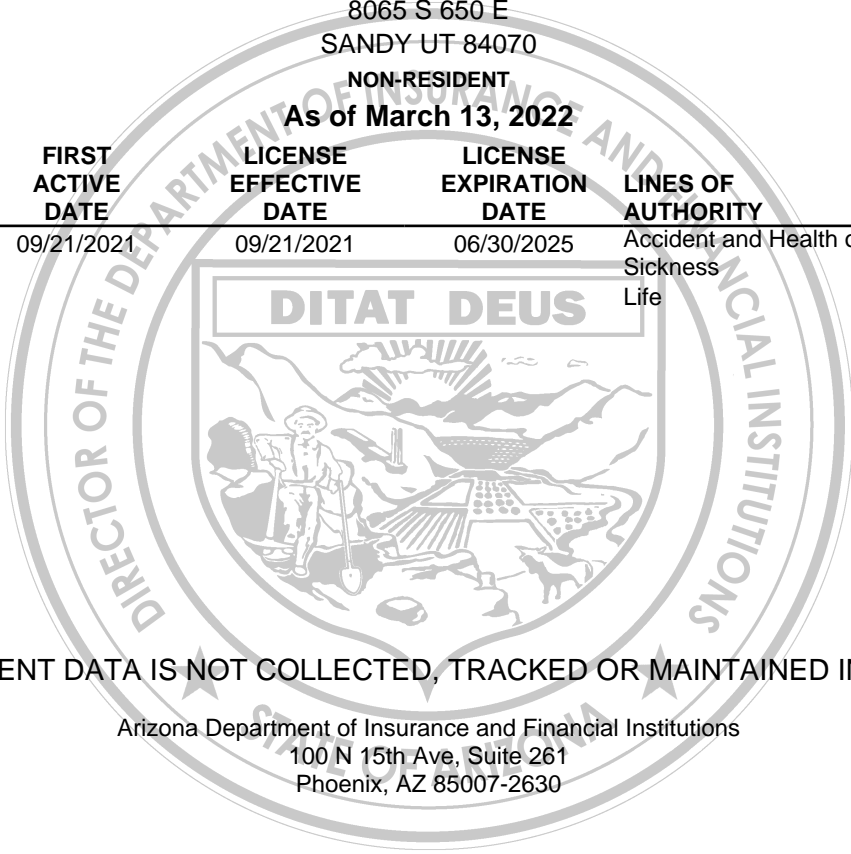 8065 S 650 E
SANDY UT 84070
NON-RESIDENT
As of March 13, 2022
FIRST ACTIVE DATE LICENSE EFFECTIVE DATE LICENSE EXPIRATION DATE LINES OF AUTHORITY
09/21/2021 09/21/2021 06/30/2025 Accident and Health
Sickness
Life
DITAT DEUS
DIRECTOR OF THE DEPARTMENT OF INSURANCE AND FINANCIAL INSTITUTIONS
DATA IS NOT COLLECTED, TRACKED OR MAINTAINED
Arizona Department of Insurance and Financial Institutions
100 N 15th Ave, Suite 261
Phoenix, AZ 85007-2630
STATE OF ARIZONA